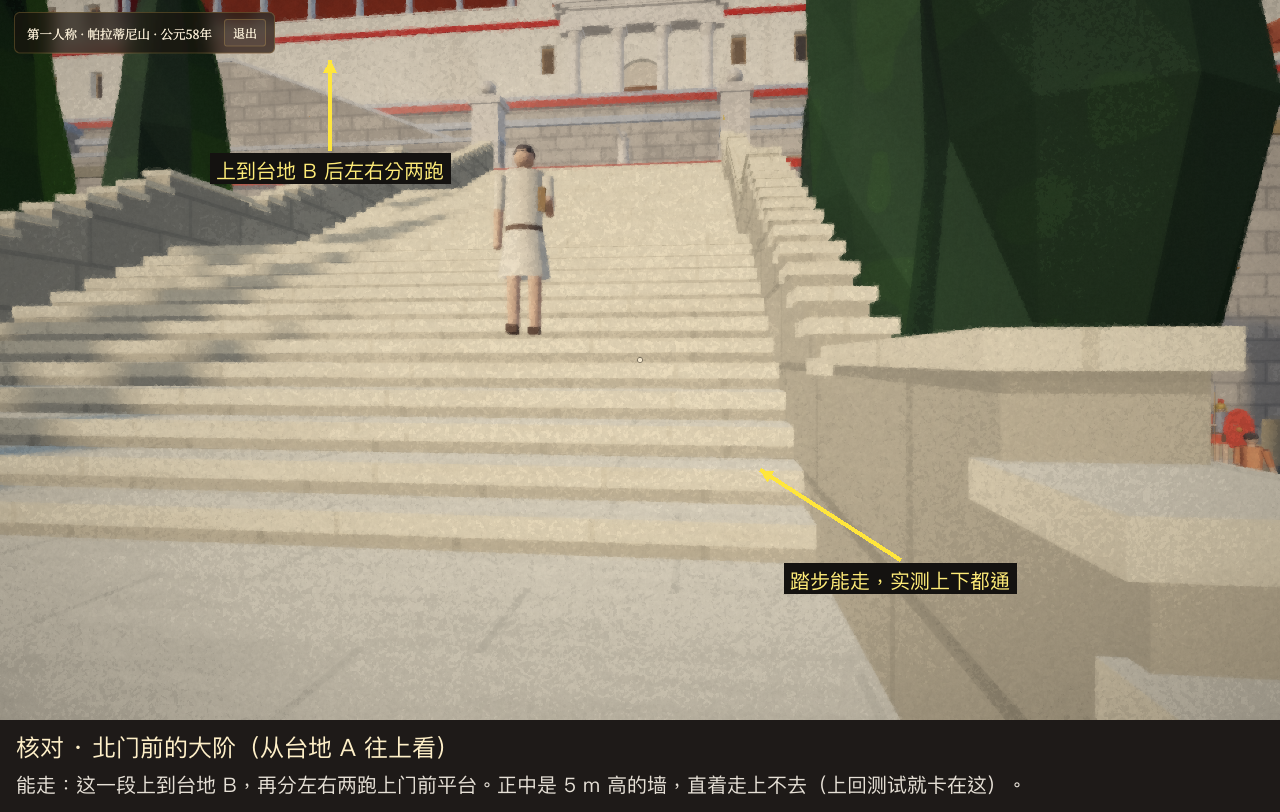 第一人称 · 帕拉蒂尼山 · 公元58年 退出
上到台地 B 后左右分两跑
踏步能走，实测上下都通
核对 · 北门前的大阶（从台地 A 往上看）
能走：这一段上到台地 B，再分左右两跑上门前平台。正中是 5 m 高的墙，直着走上不去（上回测试就卡在这）。